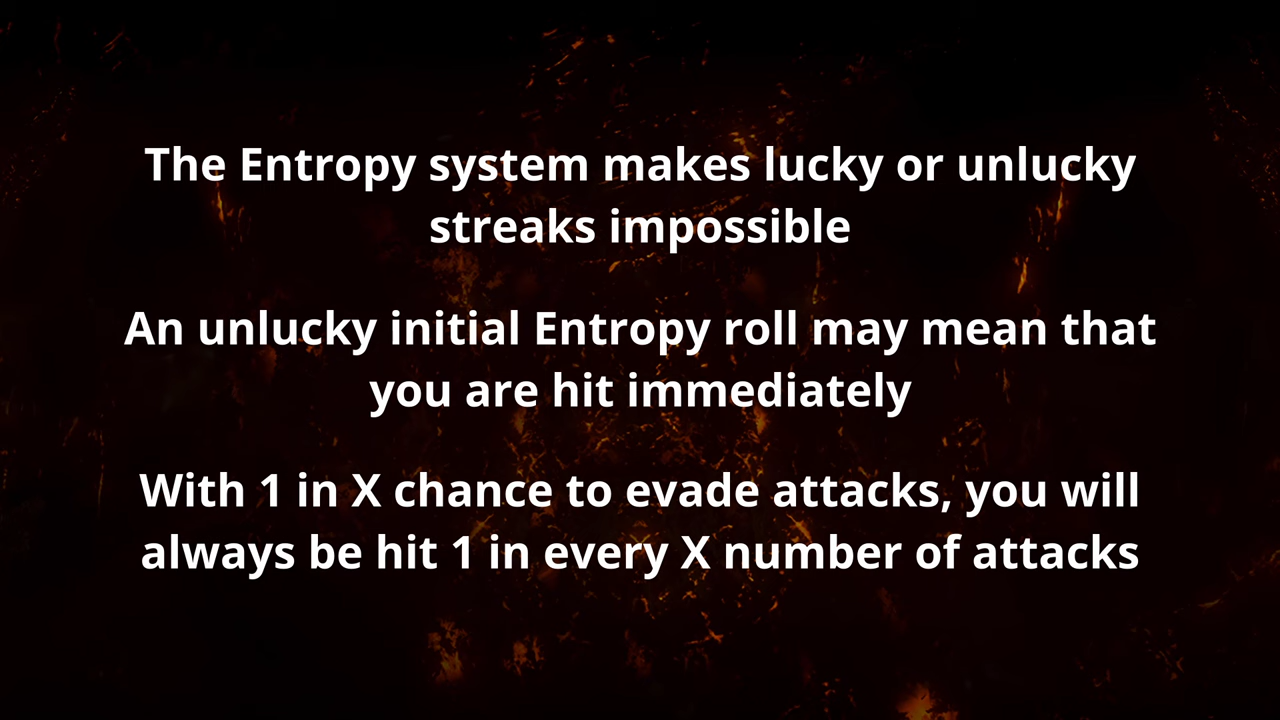 The Entropy system makes lucky or unlucky
streaks impossible
An unlucky initial Entropy roll may mean that
you are hit immediately
With 1 in X chance to evade attacks, you will
always be hit 1 in every X number of attacks